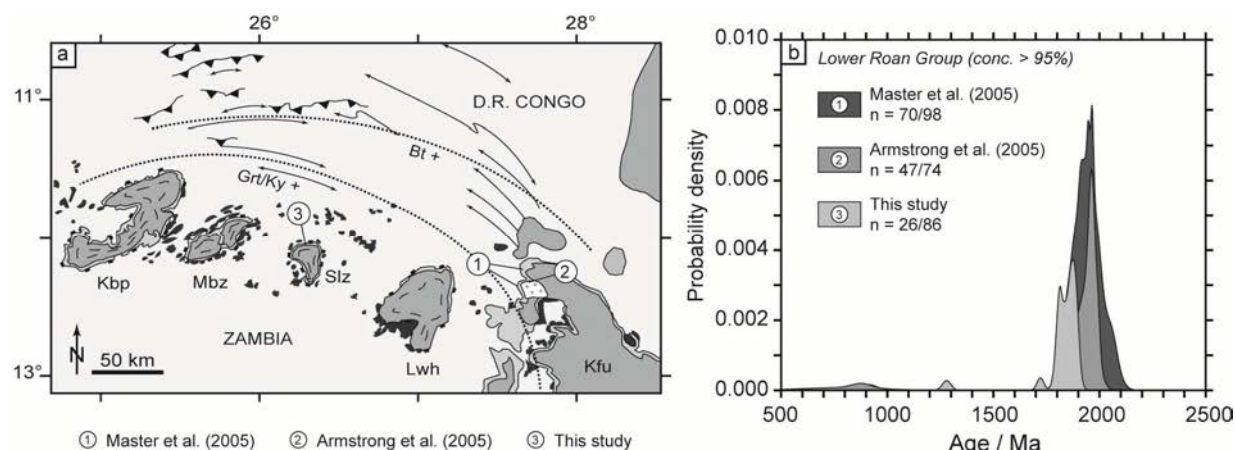 26°
28°
a
11°
D.R. CONGO
Bt +
Grt/Ky +
3
1
2
Kbp
Mbz
Slz
ZAMBIA
Lwh
Kfu
N
50 km
13°
1 Master et al. (2005) 2 Armstrong et al. (2005) 3 This study
b
Lower Roan Group (conc. > 95%)
1 Master et al. (2005)
n = 70/98
2 Armstrong et al. (2005)
n = 47/74
3 This study
n = 26/86
Probability density
0.010
0.008
0.006
0.004
0.002
0.000
500 1000 1500 2000 2500
Age / Ma